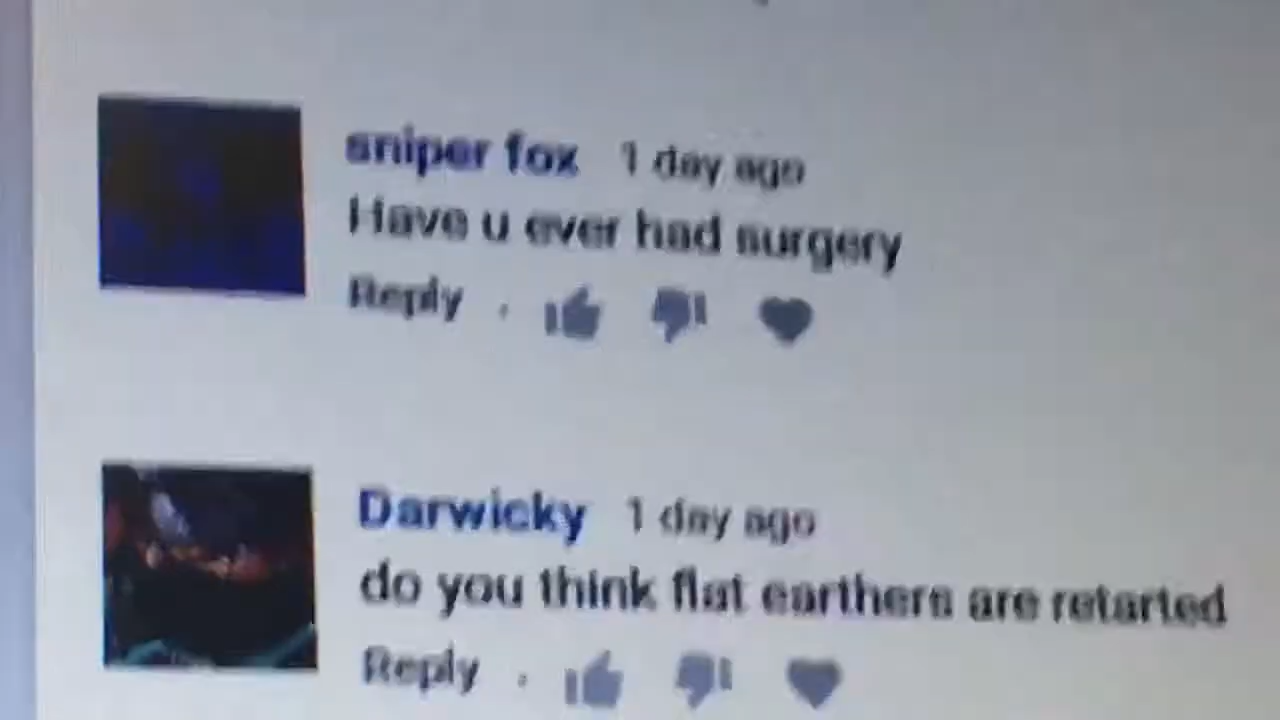 sniper fox 1 day ago
Have u ever had surgery
Reply
Darwicky 1 day ago
do you think flat earthers are retarted
Reply